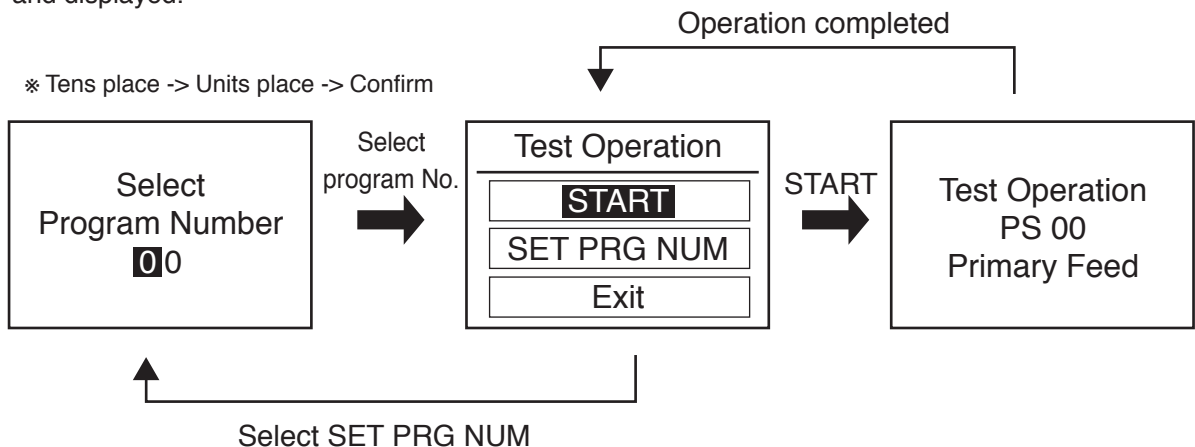 and displayed.
Operation completed
※ Tens place -> Units place -> Confirm
Select
Program Number
00
Select
program No.
Test Operation
START
SET PRG NUM
Exit
START
Test Operation
PS 00
Primary Feed
Select SET PRG NUM